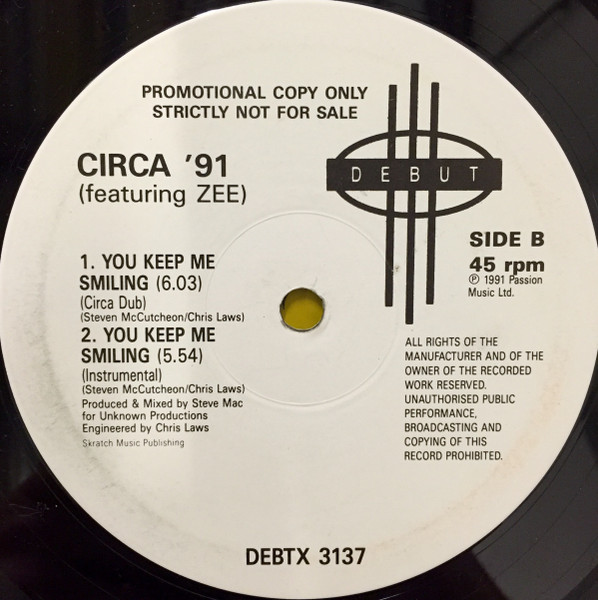 PROMOTIONAL COPY ONLY
STRICTLY NOT FOR SALE
CIRCA '91
(featuring ZEE)
DEBUT
SIDE B
45 rpm
℗ 1991 Passion
Music Ltd.
1. YOU KEEP ME
SMILING (6.03)
(Circa Dub)
(Steven McCutcheon/Chris Laws)
2. YOU KEEP ME
SMILING (5.54)
(Instrumental)
(Steven McCutcheon/Chris Laws)
Produced & Mixed by Steve Mac
for Unknown Productions
Engineered by Chris Laws
Skratch Music Publishing
ALL RIGHTS OF THE
MANUFACTURER AND OF THE
OWNER OF THE RECORDED
WORK RESERVED.
UNAUTHORISED PUBLIC
PERFORMANCE,
BROADCASTING AND
COPYING OF THIS
RECORD PROHIBITED.
DEBTX 3137